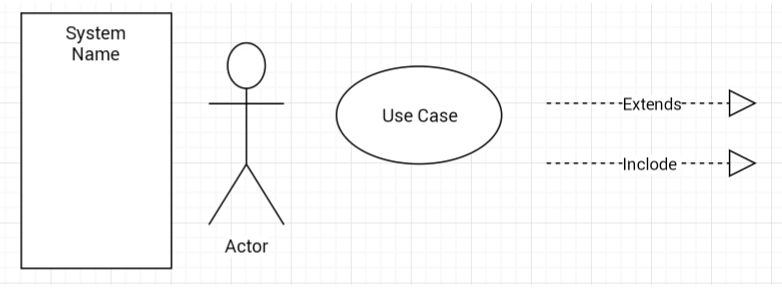 System
Name
Actor
Use Case
Extends
Include